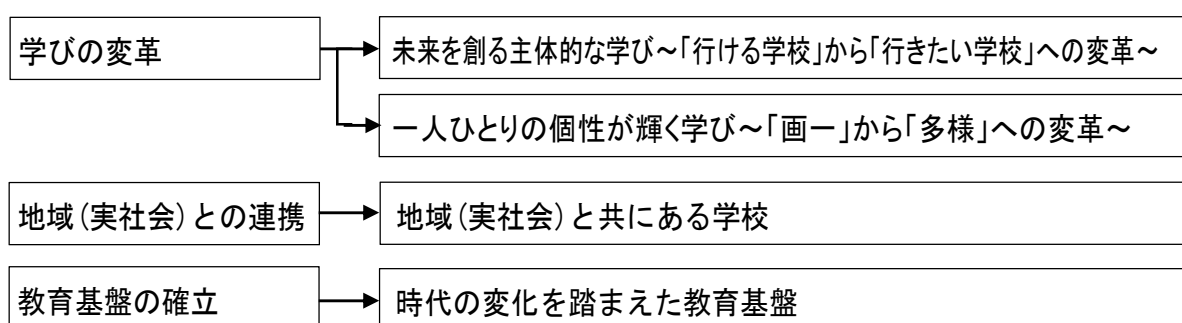 学びの変革
未来を創る主体的な学び～「行ける学校」から「行きたい学校」への変革～
一人ひとりの個性が輝く学び～「画一」から「多様」への変革～
地域(実社会)との連携
地域(実社会)と共にある学校
教育基盤の確立
時代の変化を踏まえた教育基盤